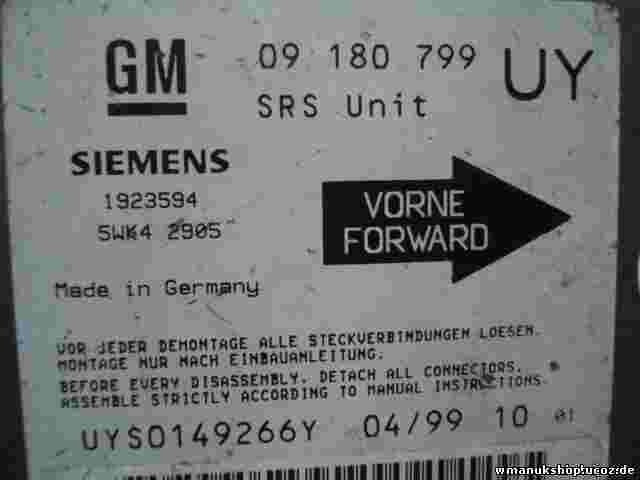 GM 09 180 799 UY
SRS Unit
SIEMENS
1923594
5WK4 2905
VORNE
FORWARD
Made in Germany
VOR JEDER DEMONTAGE ALLE STECKVERBINDUNGEN LOESEN.
MONTAGE NUR NACH EINBAUANLEITUNG.
BEFORE EVERY DISASSEMBLY, DETACH ALL CONNECTORS.
ASSEMBLE STRICTLY ACCORDING TO MANUAL INSTRUCTIONS.
UYS0149266Y 04/99 10 01
wmanukshop.ucoz.de